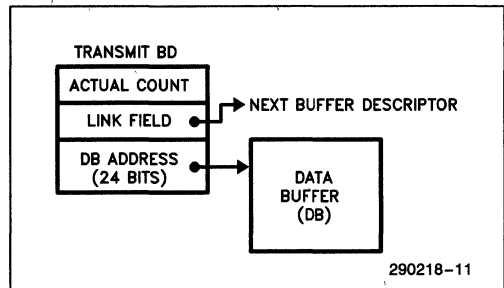 TRANSMIT BD
ACTUAL COUNT
LINK FIELD
NEXT BUFFER DESCRIPTOR
DB ADDRESS
(24 BITS)
DATA
BUFFER
(DB)
290218-11